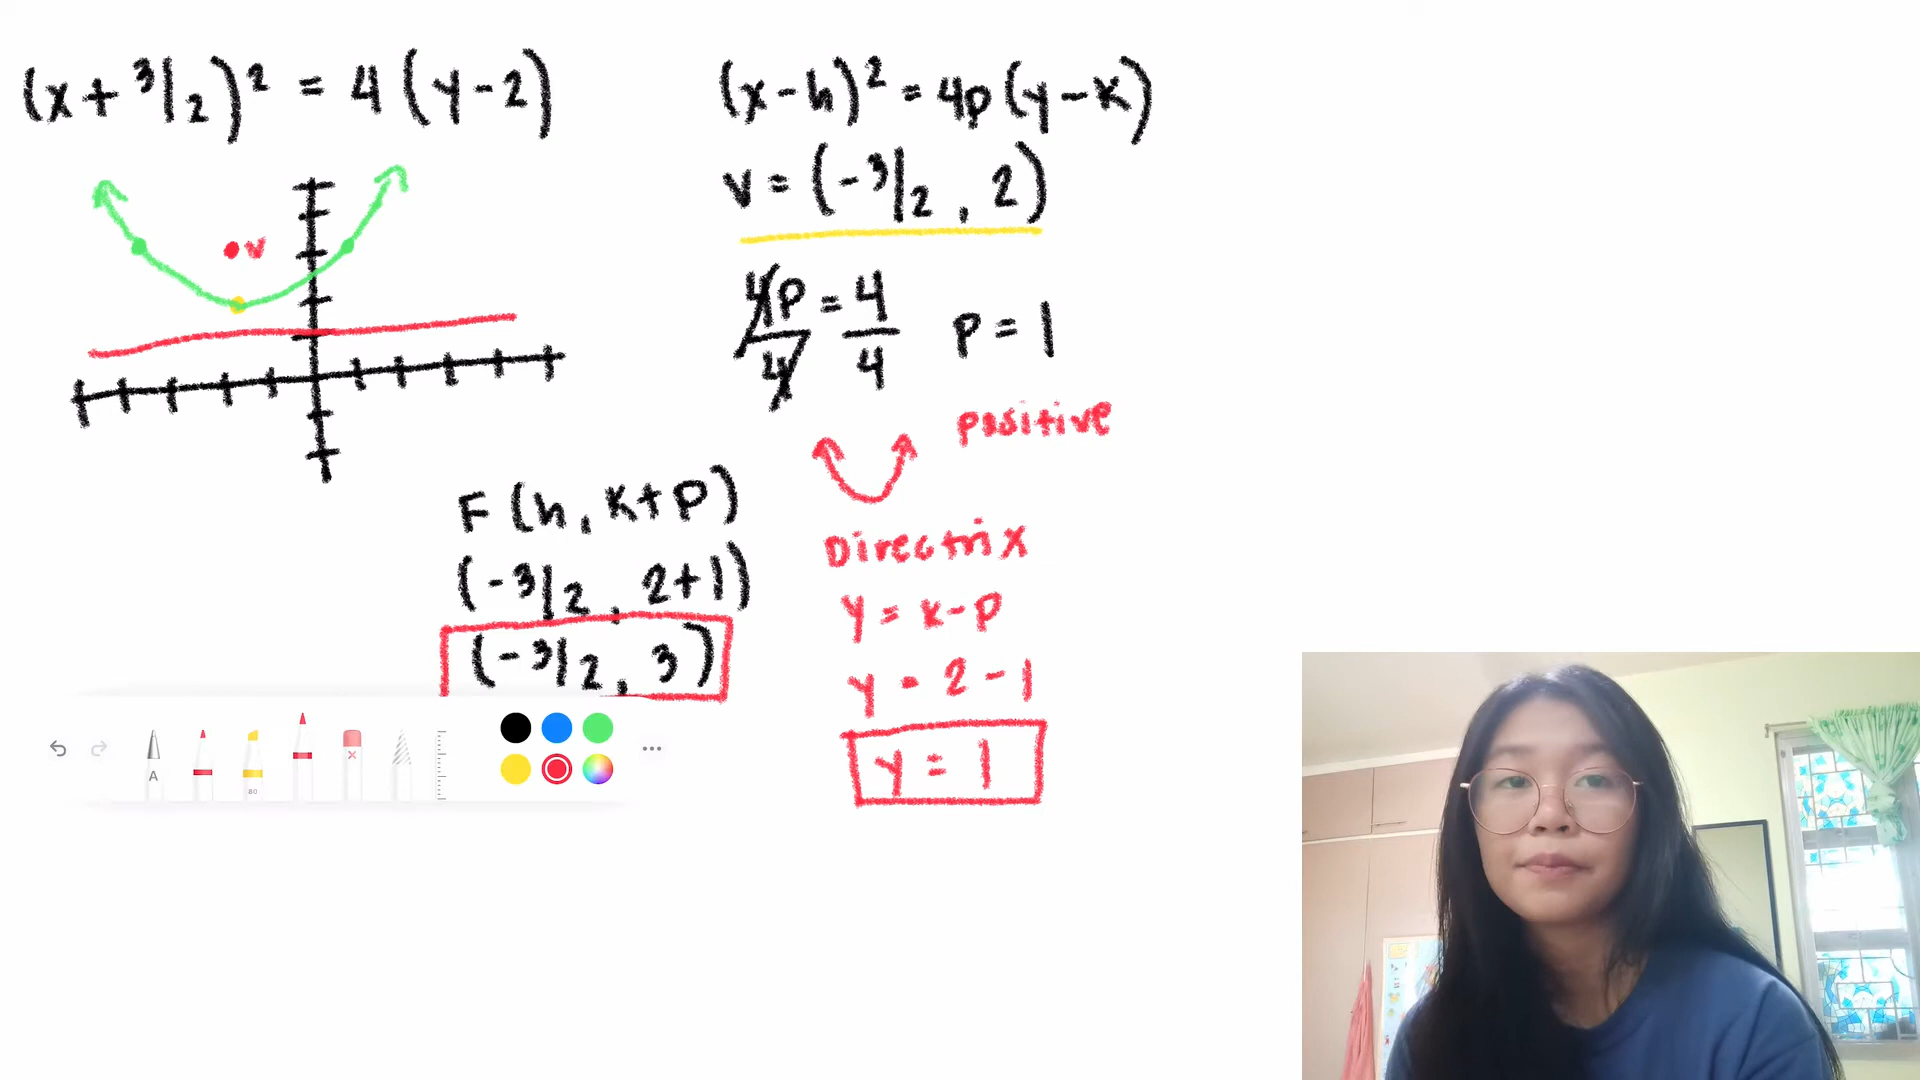 (x+3/2)² = 4(y-2)
v
F(h, k+p)
(-3/2, 2+1)
(-3/2, 3)
(x-h)² = 4p(y-k)
V = (-3/2, 2)
4p/4 = 4/4 p = 1
positive
Directrix
y = k-p
y = 2-1
y = 1
A
80